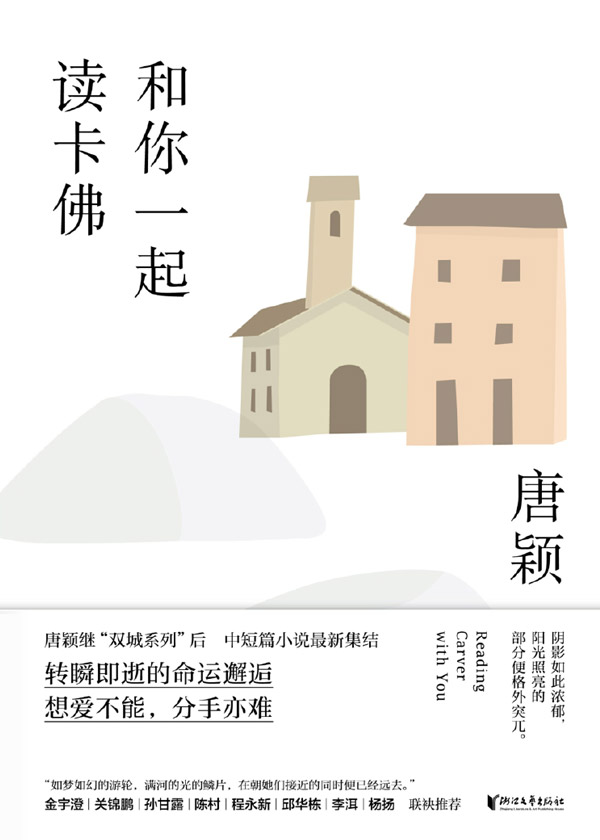 和你一起
读卡佛
唐颖
唐颖继“双城系列”后 中短篇小说最新集结
转瞬即逝的命运邂逅
想爱不能，分手亦难
Reading
Carver
with You
阴影如此浓郁，
阳光照亮的
部分便格外突兀。
“如梦如幻的游轮，满河的光的鳞片，在朝她们接近的同时便已经远去。”
金宇澄|关锦鹏|孙甘露|陈村|程永新|邱华栋|李洱|杨扬 联袂推荐
浙江文艺出版社